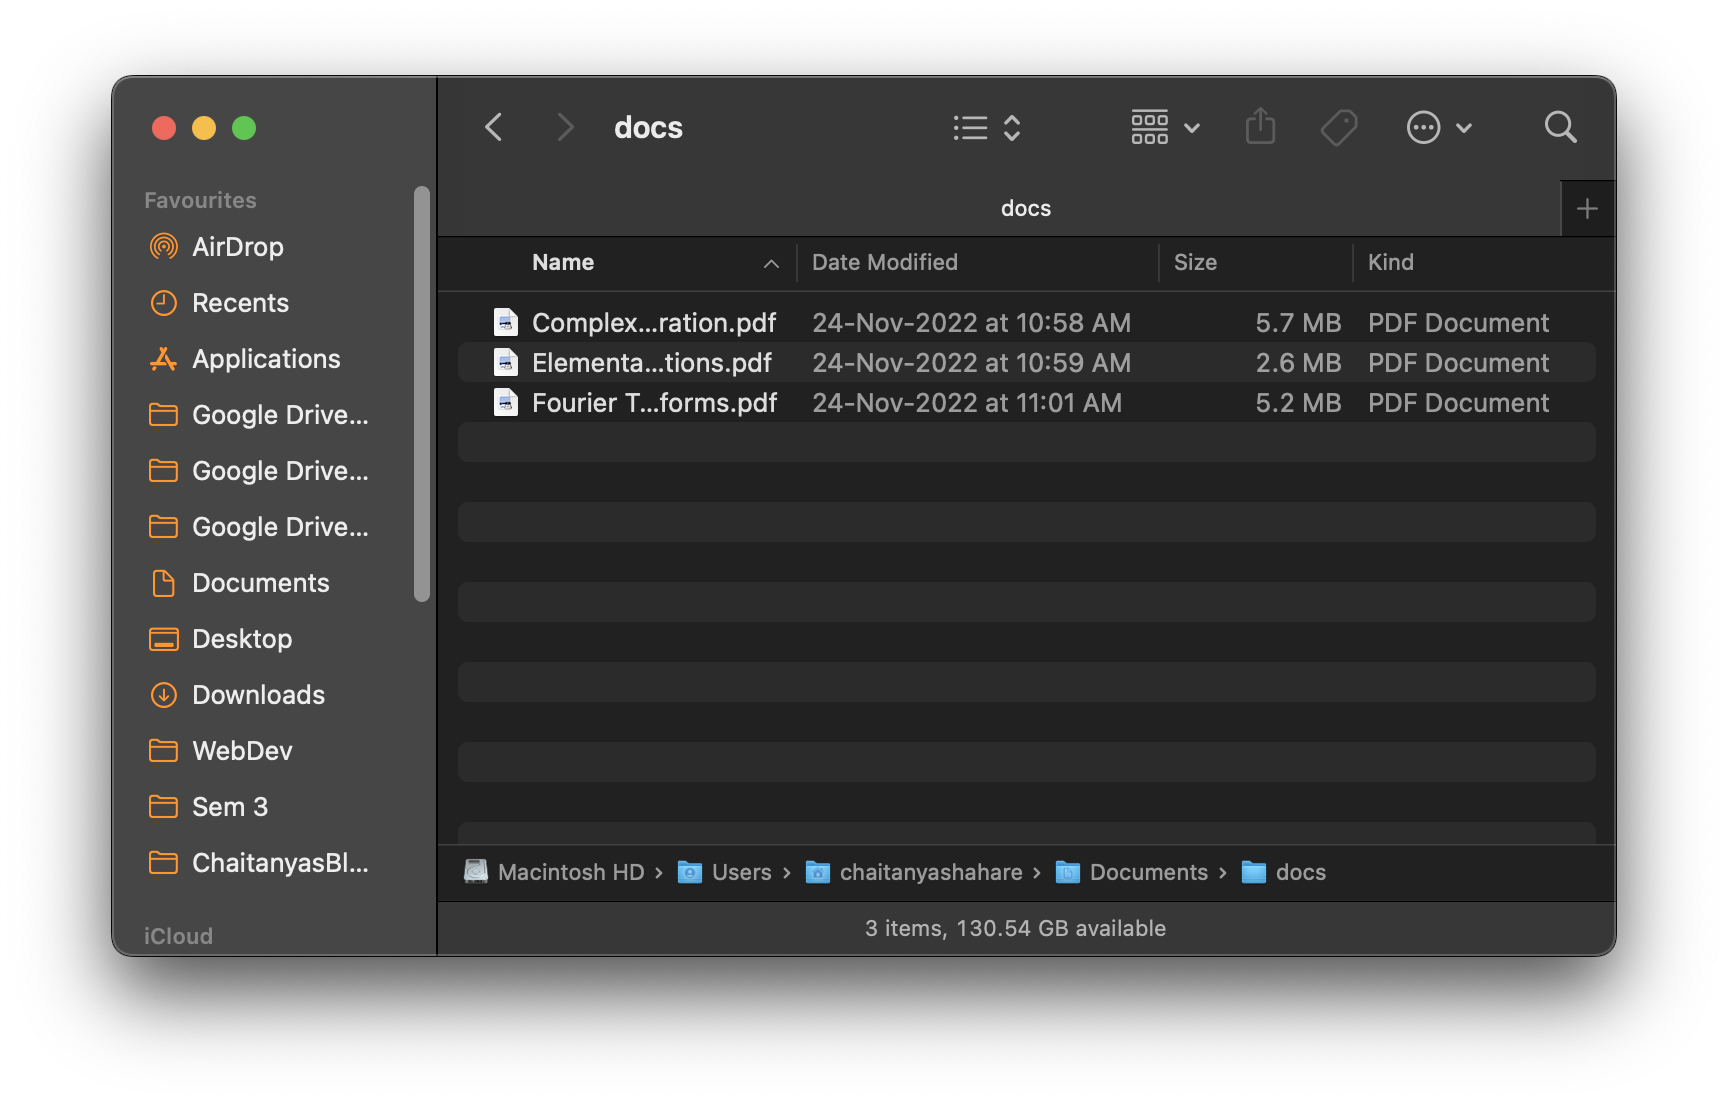 docs
docs
Favourites
AirDrop
Recents
Applications
Google Drive...
Google Drive...
Google Drive...
Documents
Desktop
Downloads
WebDev
Sem 3
ChaitanyasBl...
iCloud
Name Date Modified Size Kind
Complex...ration.pdf 24-Nov-2022 at 10:58 AM 5.7 MB PDF Document
Elementa...tions.pdf 24-Nov-2022 at 10:59 AM 2.6 MB PDF Document
Fourier T...forms.pdf 24-Nov-2022 at 11:01 AM 5.2 MB PDF Document
Macintosh HD › Users › chaitanyashahare › Documents › docs
3 items, 130.54 GB available